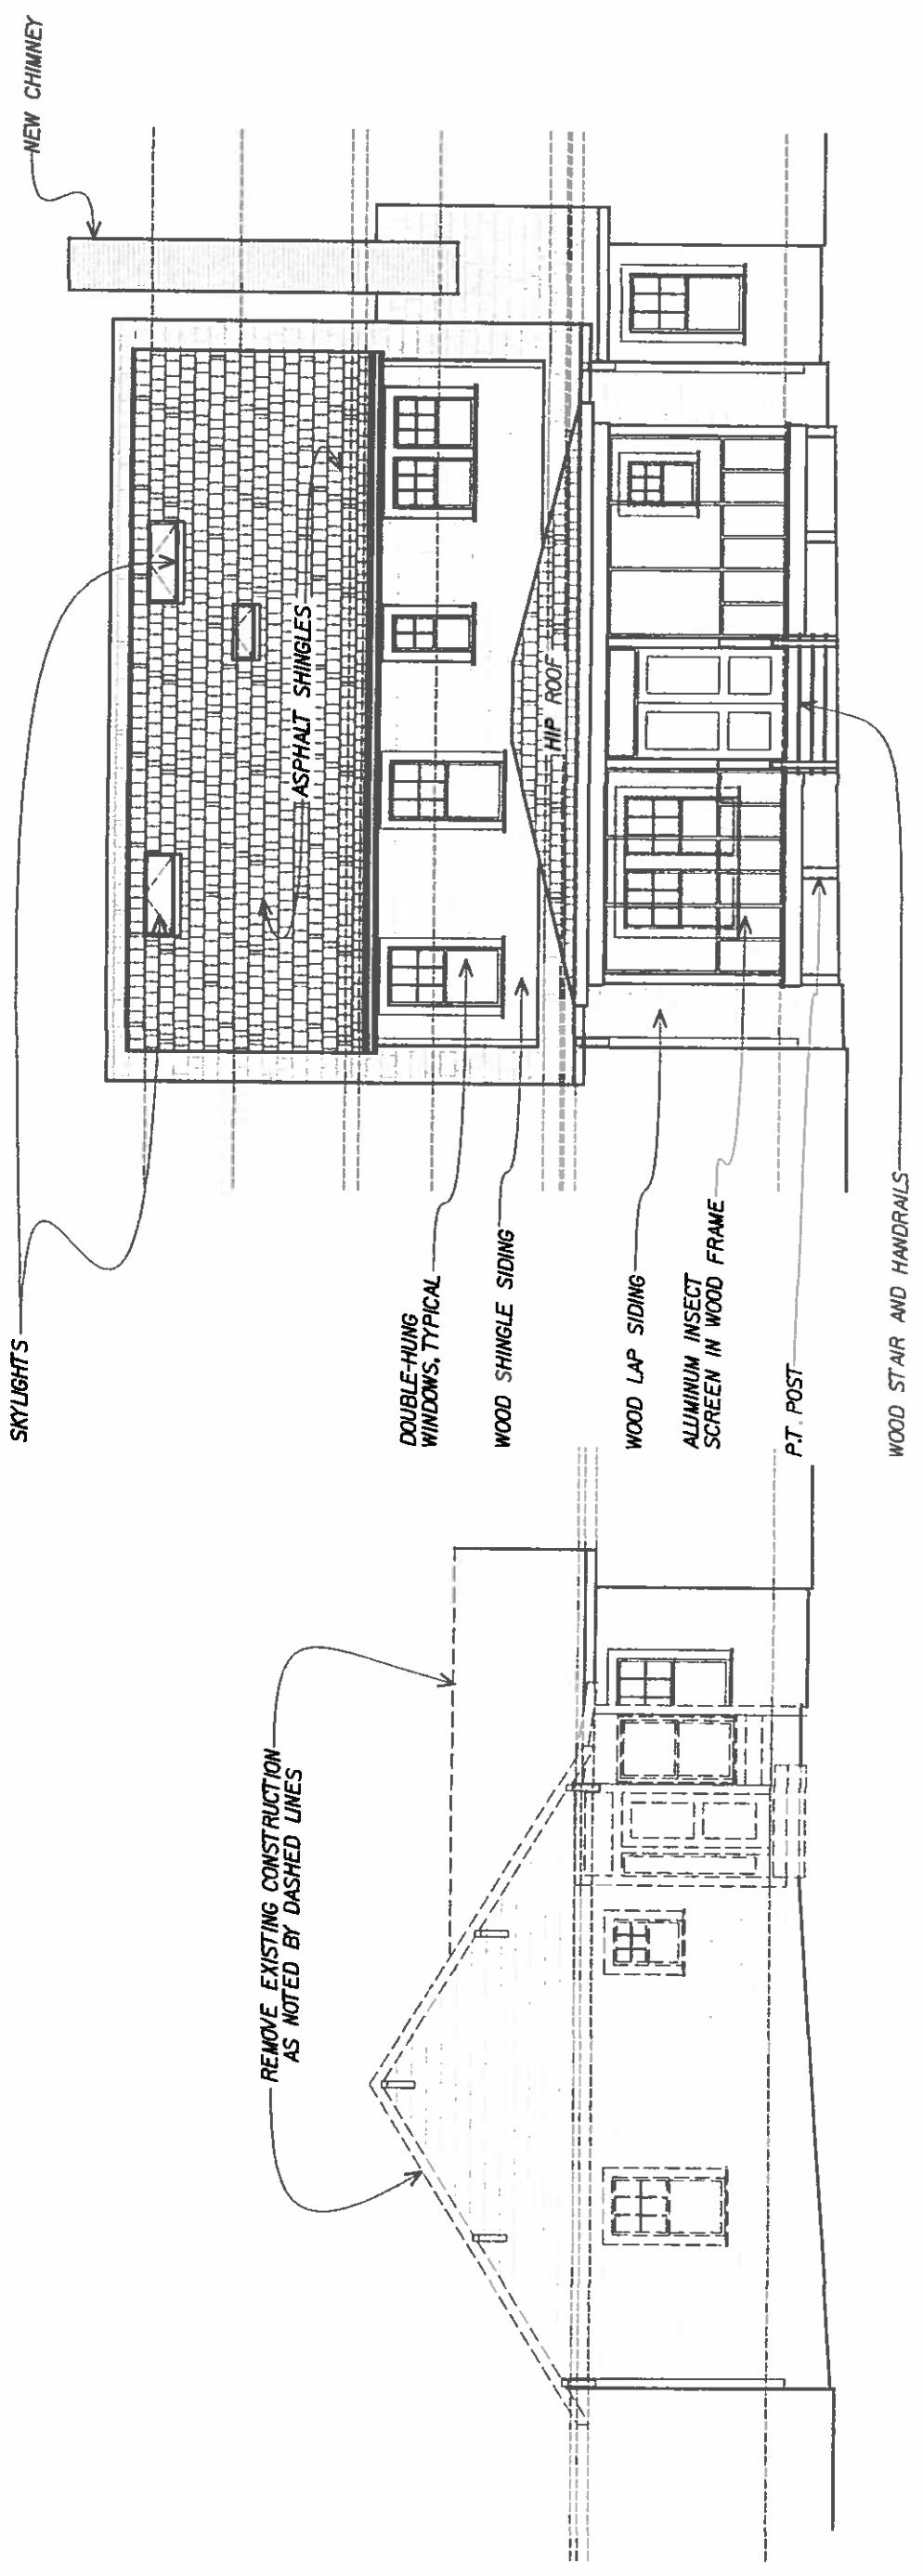 REMOVE EXISTING CONSTRUCTION
AS NOTED BY DASHED LINES
SKYLIGHTS
NEW CHIMNEY
ASPHALT SHINGLES
DOUBLE-HUNG
WINDOWS, TYPICAL
WOOD SHINGLE SIDING
HIP ROOF
WOOD LAP SIDING
ALUMINUM INSECT
SCREEN IN WOOD FRAME
P.T. POST
WOOD STAIR AND HANDRAILS